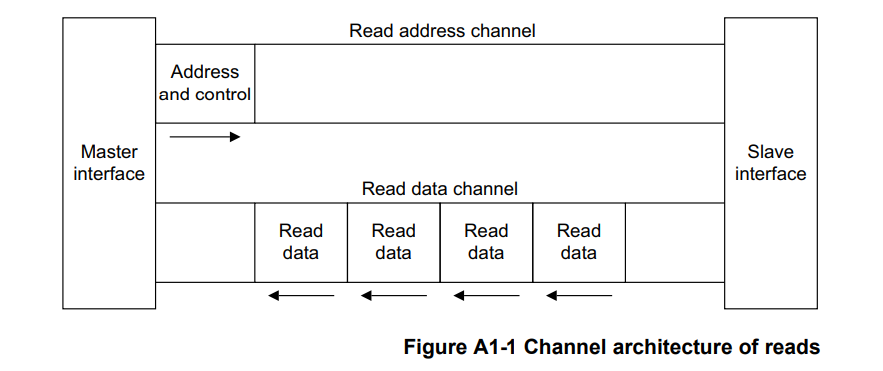 Read address channel
Address
and control
Master
interface
Slave
interface
Read data channel
Read
data
Read
data
Read
data
Read
data
Figure A1-1 Channel architecture of reads